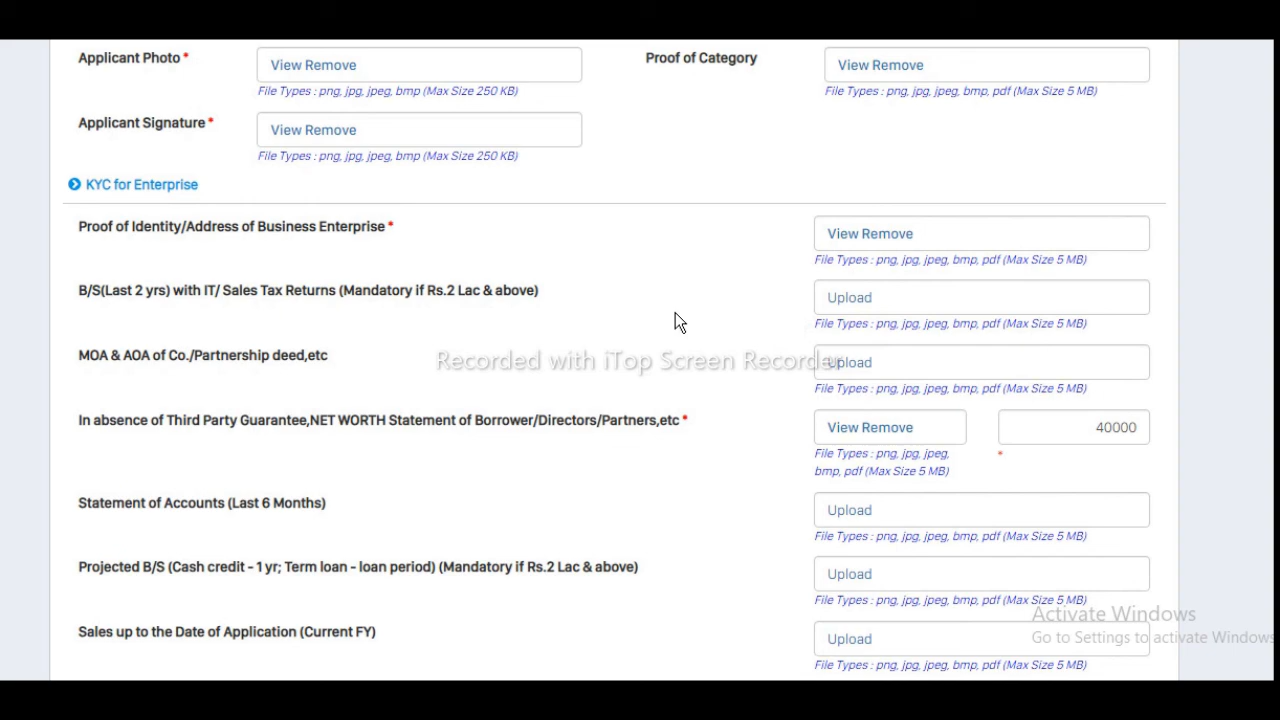 Applicant Photo * View Remove Proof of Category View Remove
File Types : png, jpg, jpeg, bmp (Max Size 250 KB) File Types : png, jpg, jpeg, bmp, pdf (Max Size 5 MB)
Applicant Signature * View Remove
File Types : png, jpg, jpeg, bmp (Max Size 250 KB)
KYC for Enterprise
Proof of Identity/Address of Business Enterprise * View Remove
File Types : png, jpg, jpeg, bmp, pdf (Max Size 5 MB)
B/S(Last 2 yrs) with IT/ Sales Tax Returns (Mandatory if Rs.2 Lac & above) Upload
File Types : png, jpg, jpeg, bmp, pdf (Max Size 5 MB)
MOA & AOA of Co./Partnership deed,etc Upload
Recorded with iTop Screen Recorder
File Types : png, jpg, jpeg, bmp, pdf (Max Size 5 MB)
In absence of Third Party Guarantee,NET WORTH Statement of Borrower/Directors/Partners,etc * View Remove 40000
File Types : png, jpg, jpeg, *
bmp, pdf (Max Size 5 MB)
Statement of Accounts (Last 6 Months) Upload
File Types : png, jpg, jpeg, bmp, pdf (Max Size 5 MB)
Projected B/S (Cash credit - 1 yr; Term loan - loan period) (Mandatory if Rs.2 Lac & above) Upload
File Types : png, jpg, jpeg, bmp, pdf (Max Size 5 MB)
Activate Windows
Sales up to the Date of Application (Current FY) Upload
Go to Settings to activate Windows
File Types : png, jpg, jpeg, bmp, pdf (Max Size 5 MB)